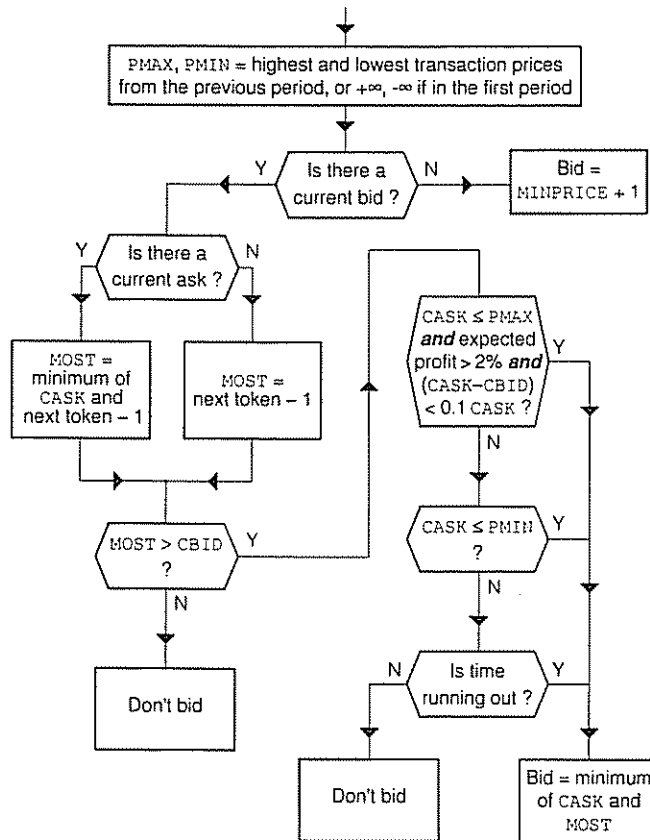 PMAX, PMIN = highest and lowest transaction prices
from the previous period, or +∞, -∞ if in the first period
Is there a
current bid ?
Y
N
Bid =
MINPRICE + 1
Is there a
current ask ?
Y
N
MOST =
minimum of
CASK and
next token – 1
MOST =
next token – 1
MOST > CBID
?
Y
N
Don't bid
CASK ≤ PMAX
and expected
profit > 2% and
(CASK–CBID)
< 0.1 CASK ?
Y
N
CASK ≤ PMIN
?
Y
N
Is time
running out ?
N
Y
Don't bid
Bid = minimum
of CASK and
MOST